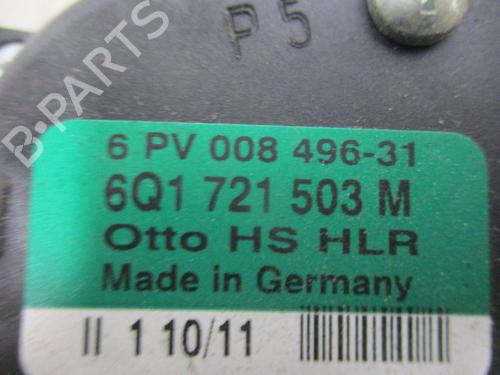 P 5
6 PV 008 496-31
6Q1 721 503 M
Otto HS HLR
Made in Germany
II 1 10/11
B-PARTS